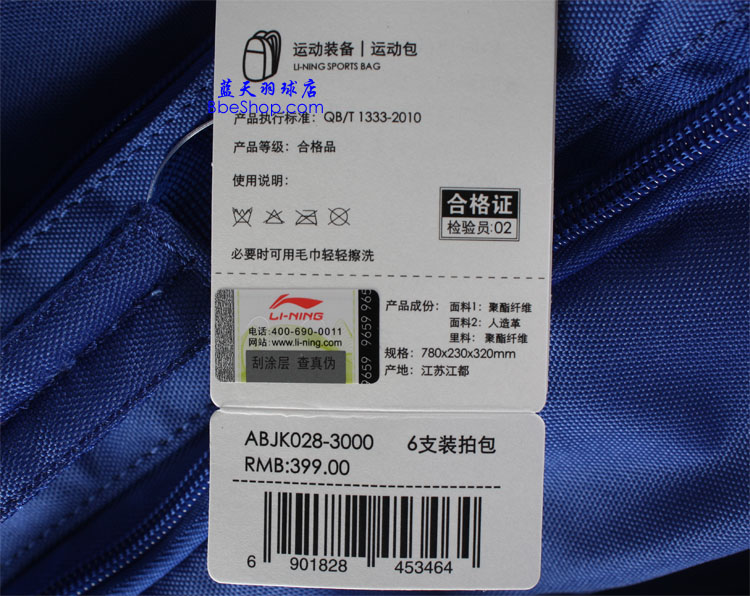 运动装备|运动包
LI-NING SPORTS BAG
蓝天羽球店
BbeShop.com
产品执行标准: QB/T 1333-2010
产品等级: 合格品
使用说明:
合格证
检验员:02
必要时可用毛巾轻轻擦洗
LI-NING
电话:400-690-0011
网站:www.li-ning.com
刮涂层 查真伪
9659 9659 965
产品成份: 面料1: 聚酯纤维
面料2: 人造革
里料: 聚酯纤维
规格: 780x230x320mm
产地: 江苏江都
ABJK028-3000 6支装拍包
RMB:399.00
6 901828 453464